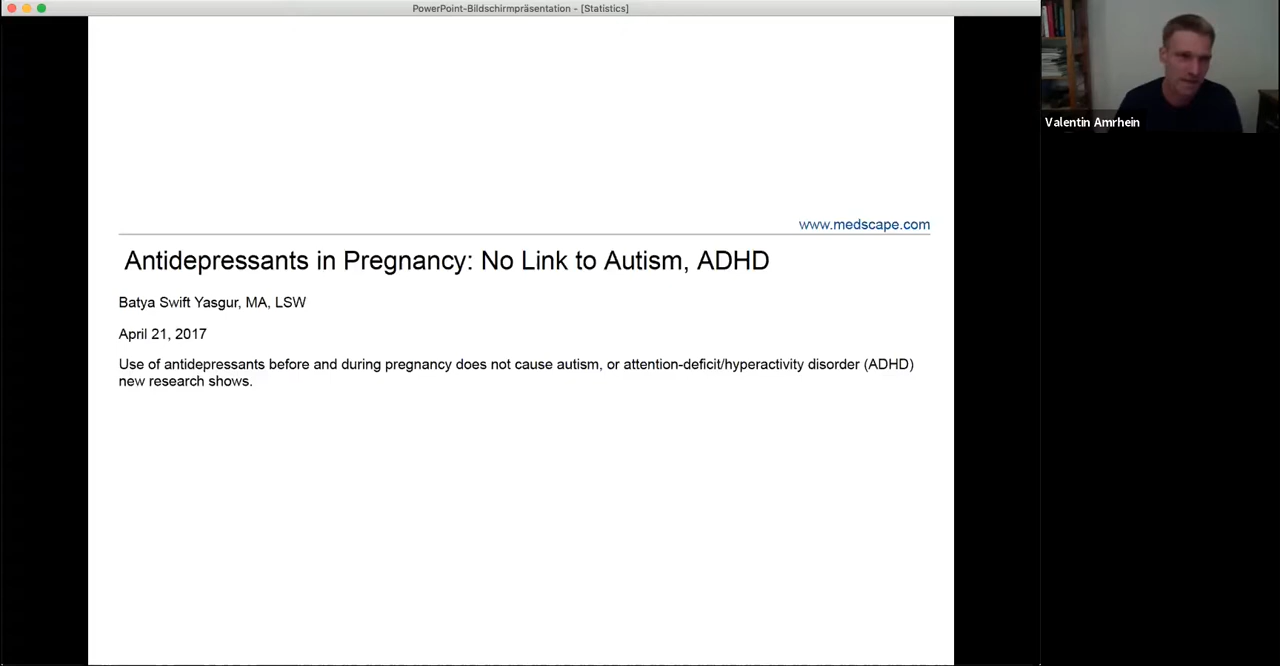 PowerPoint-Bildschirmpräsentation - [Statistics]
Valentin Amrhein
www.medscape.com
Antidepressants in Pregnancy: No Link to Autism, ADHD
Batya Swift Yasgur, MA, LSW
April 21, 2017
Use of antidepressants before and during pregnancy does not cause autism, or attention-deficit/hyperactivity disorder (ADHD)
new research shows.